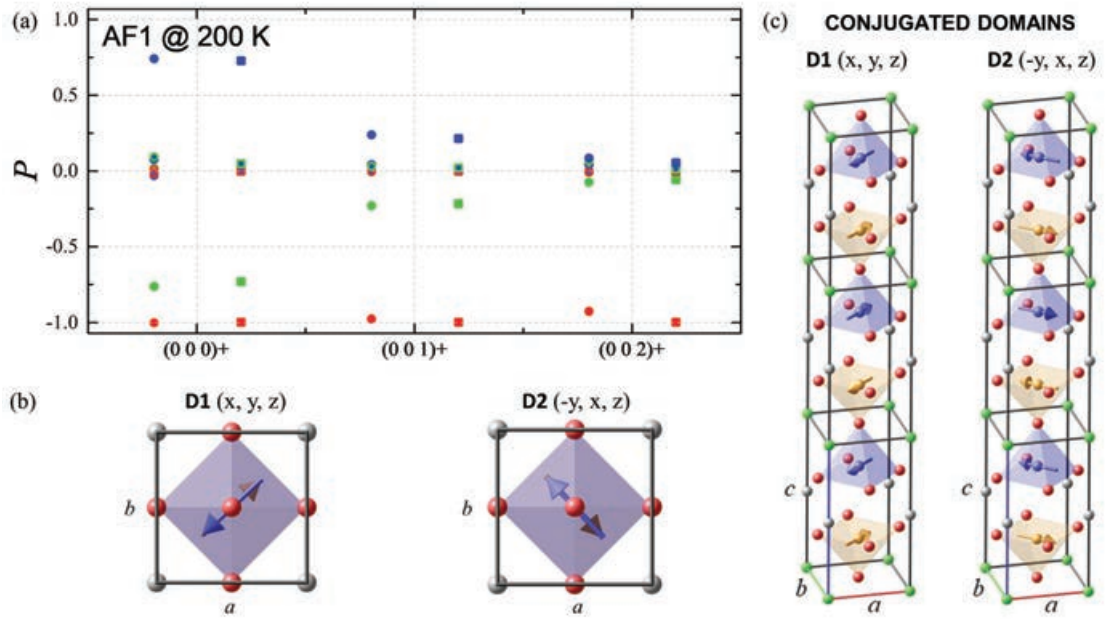 (a)
AF1 @ 200 K
1.0
0.5
0.0
-0.5
-1.0
P
(0 0 0)+ (0 0 1)+ (0 0 2)+
(b)
D1 (x, y, z) D2 (-y, x, z)
b b
a a
(c) CONJUGATED DOMAINS
D1 (x, y, z) D2 (-y, x, z)
c c
b b
a a